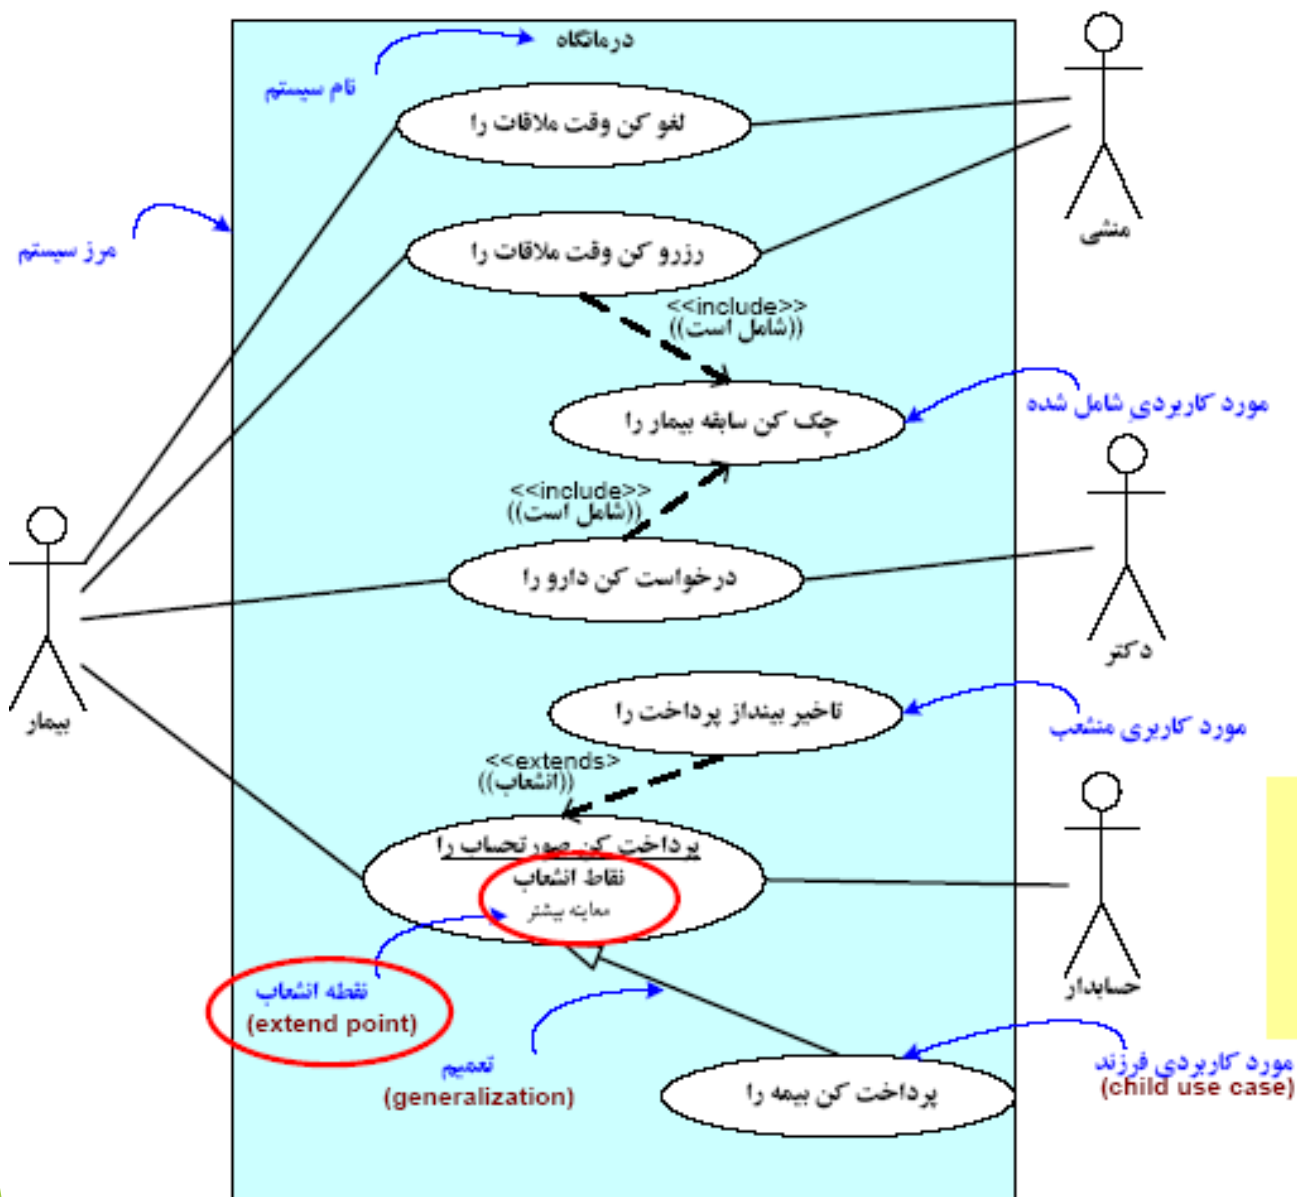 درمانگاه
نام سیستم
لغو کن وقت ملاقات را
منشی
مرز سیستم
رزرو کن وقت ملاقات را
<<include>>
((شامل است))
چک کن سابقه بیمار را
مورد کاربردیِ شامل شده
<<include>>
((شامل است))
درخواست کن دارو را
دکتر
بیمار
تاخیر بینداز پرداخت را
مورد کاربری منشعب
<<extends>
((انشعاب))
پرداخت کن صورتحساب را
نقاط انشعاب
معاینه بیشتر
حسابدار
نقطه انشعاب
(extend point)
تعمیم
(generalization)
مورد کاربردی فرزند
(child use case)
پرداخت کن بیمه را